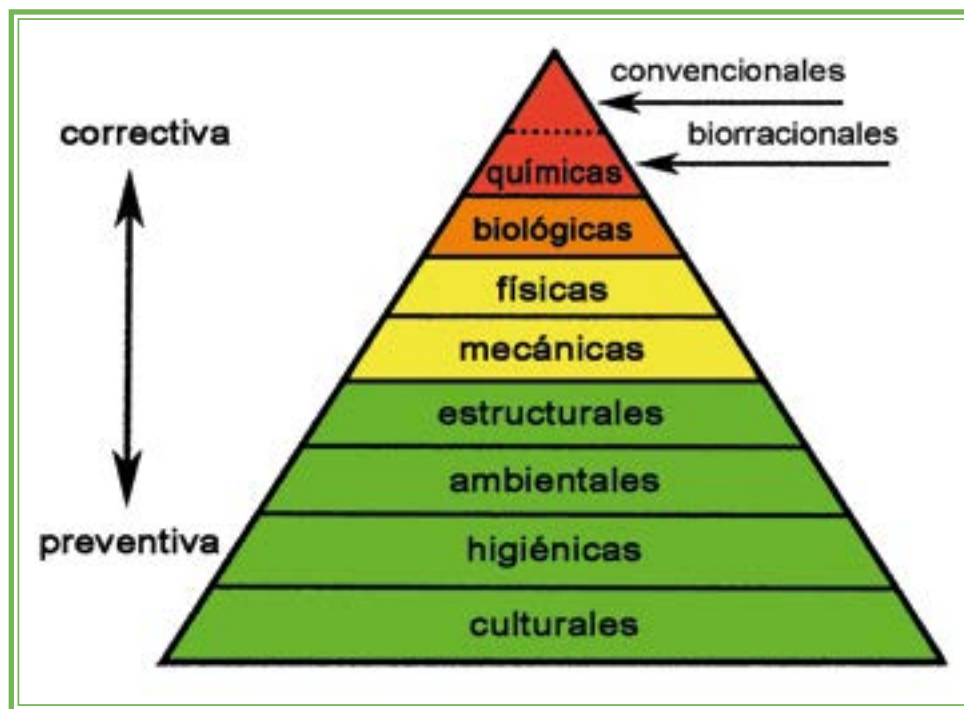 convencionales
correctiva
biorracionales
químicas
biológicas
físicas
mecánicas
estructurales
ambientales
preventiva
higiénicas
culturales